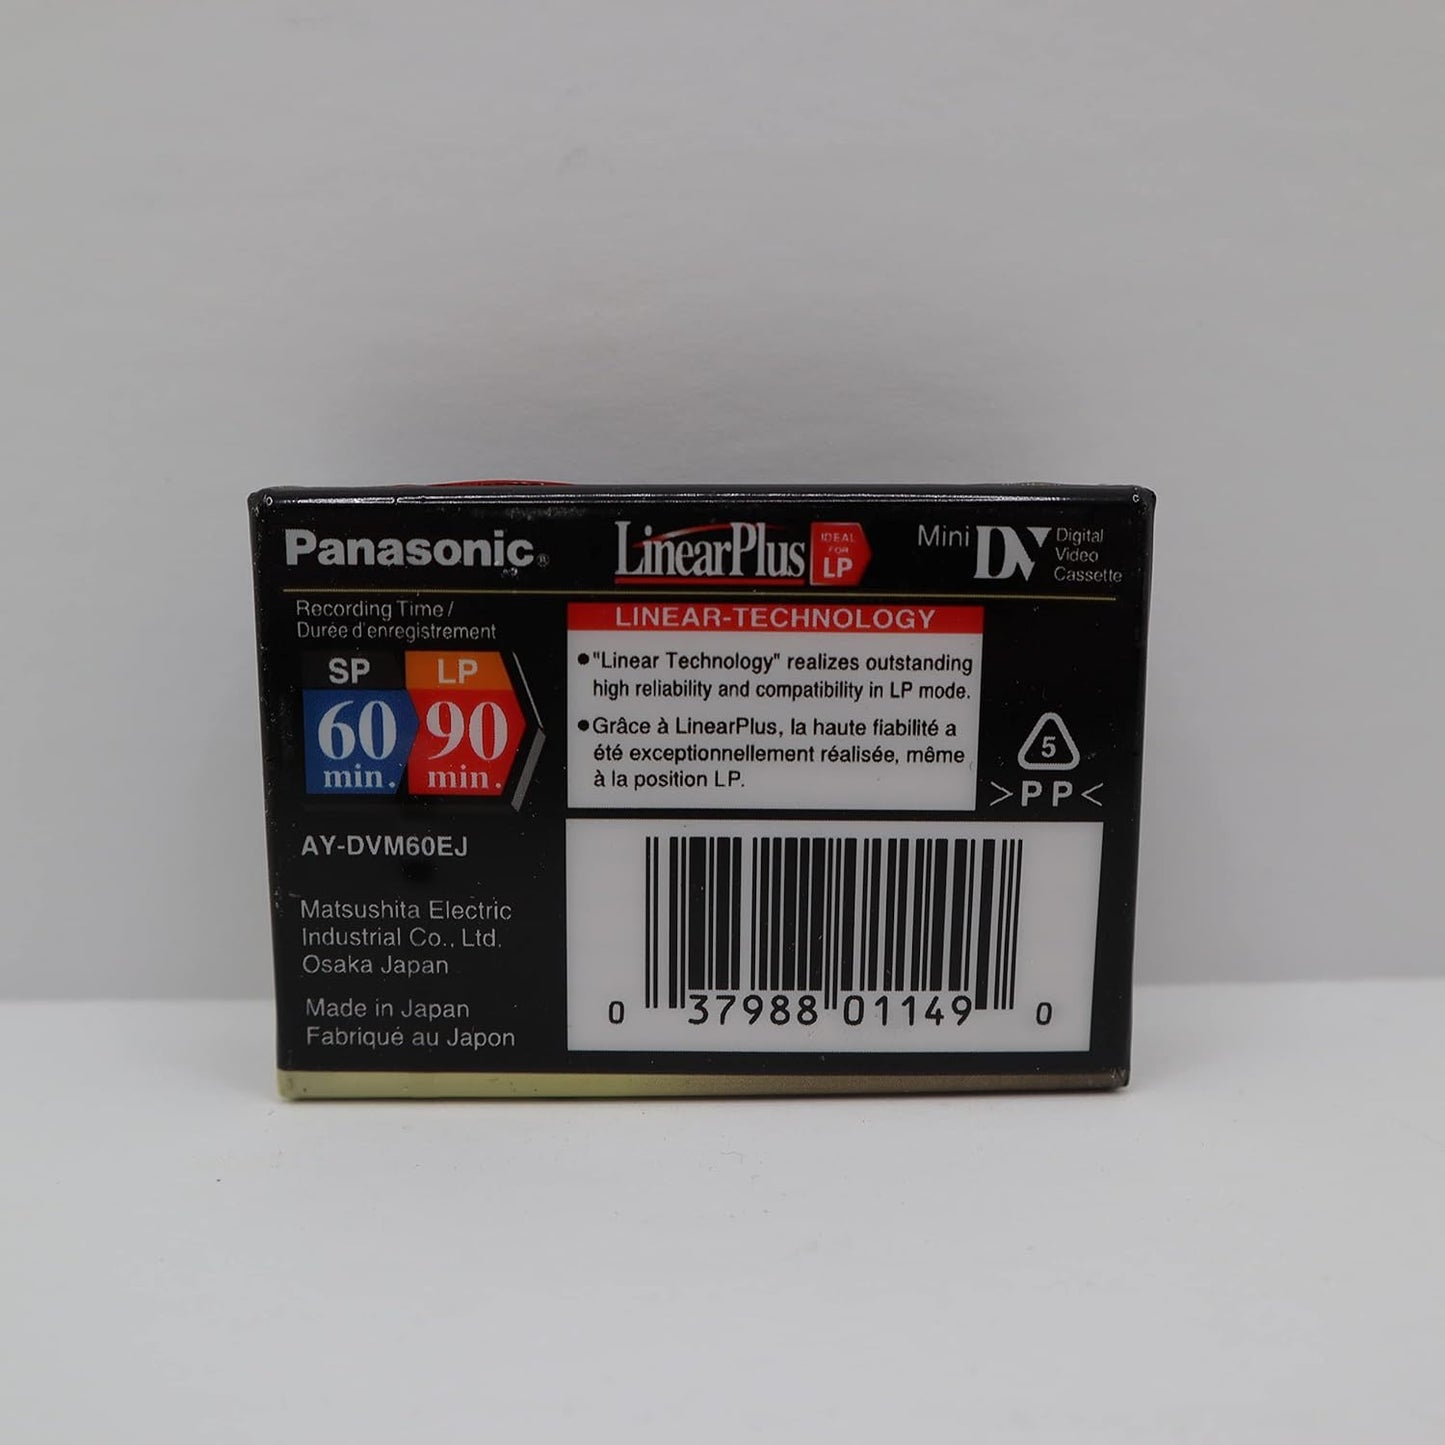 Panasonic®
LinearPlus
IDEAL
FOR
LP
Mini DV Digital
Video
Cassette
Recording Time /
Durée d'enregistrement
SP LP
60 90
min. min.
LINEAR-TECHNOLOGY
●"Linear Technology" realizes outstanding
high reliability and compatibility in LP mode.
●Grâce à LinearPlus, la haute fiabilité a
été exceptionnellement réalisée, même
à la position LP.
5
>PP<
AY-DVM60EJ
Matsushita Electric
Industrial Co., Ltd.
Osaka Japan
Made in Japan
Fabriqué au Japon
0 37988 01149 0